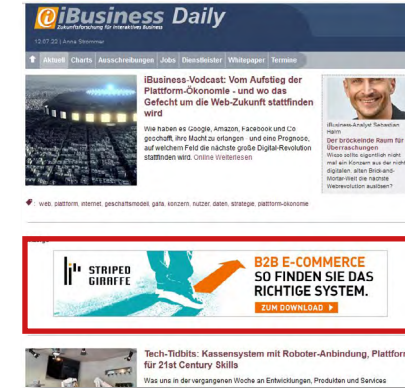 iBusiness Daily
Zukunftsforschung für interaktives Business
12.07.22 | Anna Strommer
Aktuell Charts Ausschreibungen Jobs Dienstleister Whitepaper Termine
iBusiness-Vodcast: Vom Aufstieg der
Plattform-Ökonomie - und wo das
Gefecht um die Web-Zukunft stattfinden
wird
Wie haben es Google, Amazon, Facebook und Co
geschafft, ihre Macht zu erlangen - und eine Prognose,
auf welchem Feld die nächste große Digital-Revolution
stattfinden wird. Online Weiterlesen
iBusiness-Analyst Sebastian
Halm
Der bröckelnde Raum für
Überraschungen
Wieso sollte eigentlich nicht
mal ein Konzern aus der nicht
digitalen, alten Brick-and-
Mortar-Welt die nächste
Webrevolution auslösen?
web, plattform, internet, geschäftsmodell, gafa, konzern, nutzer, daten, strategie, plattform-ökonomie
STRIPED
GIRAFFE
B2B E-COMMERCE
SO FINDEN SIE DAS
RICHTIGE SYSTEM.
ZUM DOWNLOAD
Tech-Tidbits: Kassensystem mit Roboter-Anbindung, Plattform
für 21st Century Skills
Was uns in der vergangenen Woche an Entwicklungen, Produkten und Services